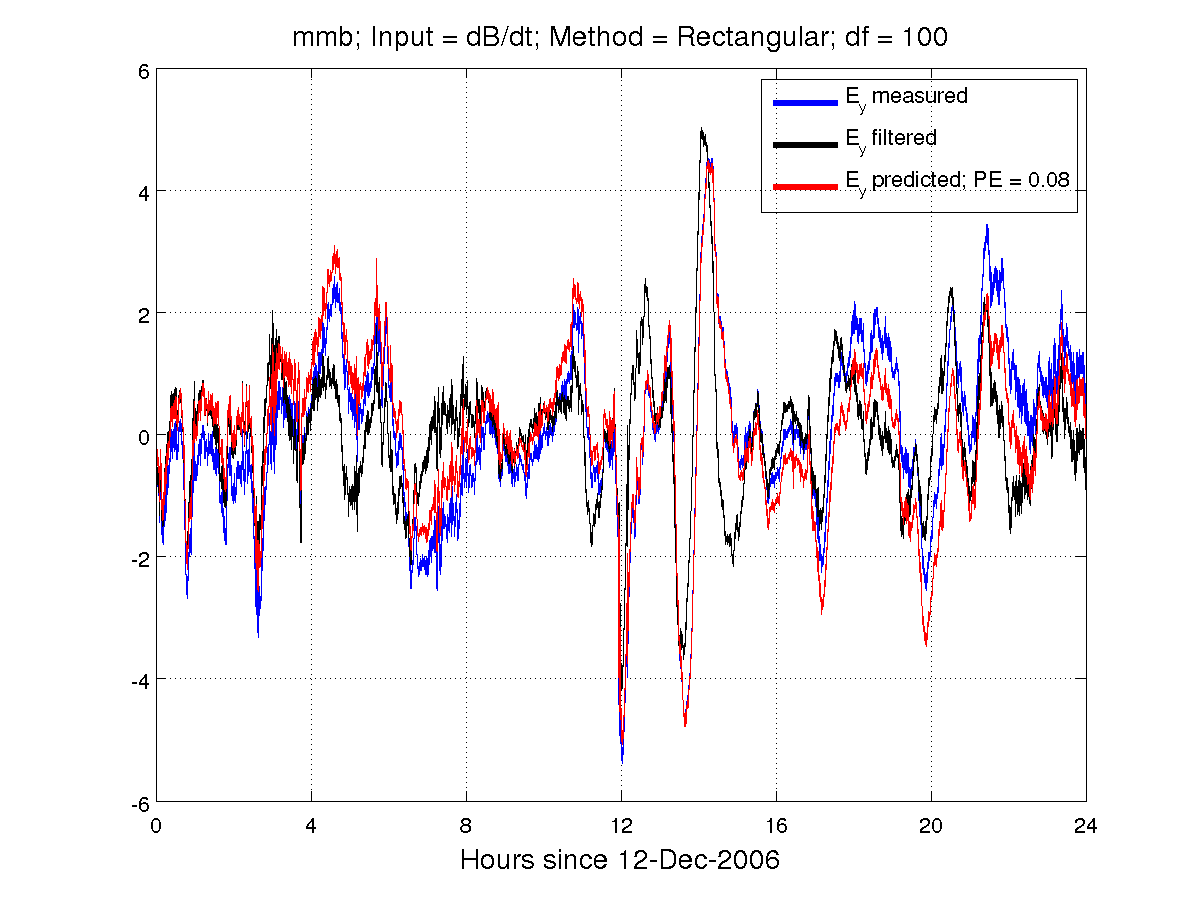 mmb; Input = dB/dt; Method = Rectangular; df = 100
E_y measured
E_y filtered
E_y predicted; PE = 0.08
6
4
2
0
-2
-4
-6
0 4 8 12 16 20 24
Hours since 12-Dec-2006